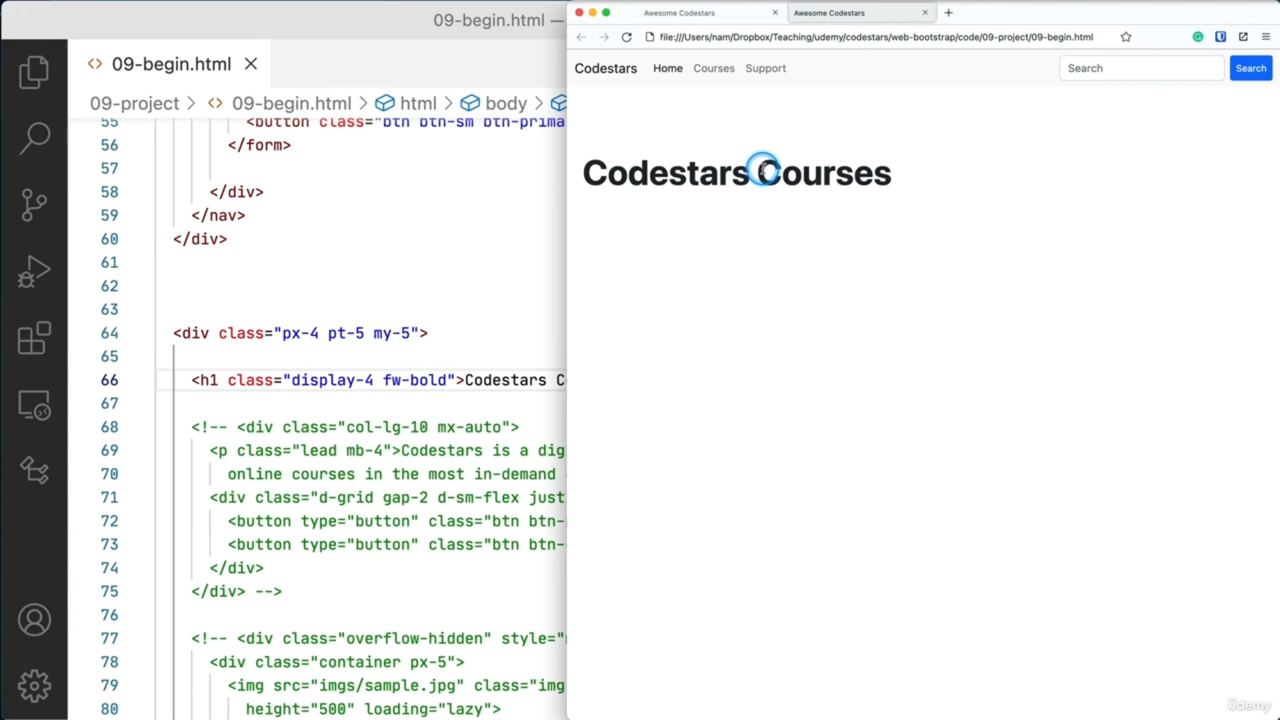 09-begin.html —
<> 09-begin.html ×
09-project > <> 09-begin.html > html > body >
55 <button class="btn btn-sm btn-prima
56 </form>
57
58 </div>
59 </nav>
60 </div>
61
62
63
64 <div class="px-4 pt-5 my-5">
65
66 <h1 class="display-4 fw-bold">Codestars C
67
68 <!-- <div class="col-lg-10 mx-auto">
69 <p class="lead mb-4">Codestars is a dig
70 online courses in the most in-demand
71 <div class="d-grid gap-2 d-sm-flex just
72 <button type="button" class="btn btn-
73 <button type="button" class="btn btn-
74 </div>
75 </div> -->
76
77 <!-- <div class="overflow-hidden" style="
78 <div class="container px-5">
79 <img src="imgs/sample.jpg" class="img
80 height="500" loading="lazy">
Awesome Codestars × Awesome Codestars × +
file:///Users/nam/Dropbox/Teaching/udemy/codestars/web-bootstrap/code/09-project/09-begin.html
Codestars Home Courses Support Search Search
Codestars Courses
ûdemy